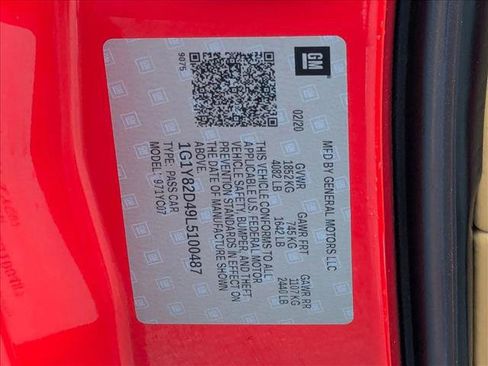 GM
MFD BY GENERAL MOTORS LLC
02/20
GVWR
1852 KG
4082 LB
GAWR FRT
745 KG
1642 LB
GAWR RR
1107 KG
2440 LB
THIS VEHICLE CONFORMS TO ALL
APPLICABLE U.S. FEDERAL MOTOR
VEHICLE SAFETY, BUMPER, AND THEFT
PREVENTION STANDARDS IN EFFECT ON
THE DATE OF MANUFACTURE SHOWN
ABOVE.
1G1Y82D49L5100487
TYPE: PASS CAR
MODEL: 971YO07
9075